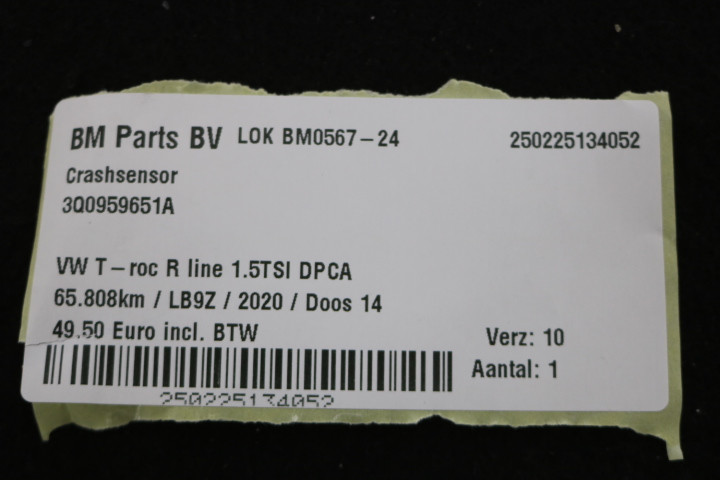 BM Parts BV LOK BM0567-24 250225134052
Crashsensor
3Q0959651A
VW T-roc R line 1.5TSI DPCA
65.808km / LB9Z / 2020 / Doos 14
49.50 Euro incl. BTW Verz: 10
Aantal: 1
250225134052